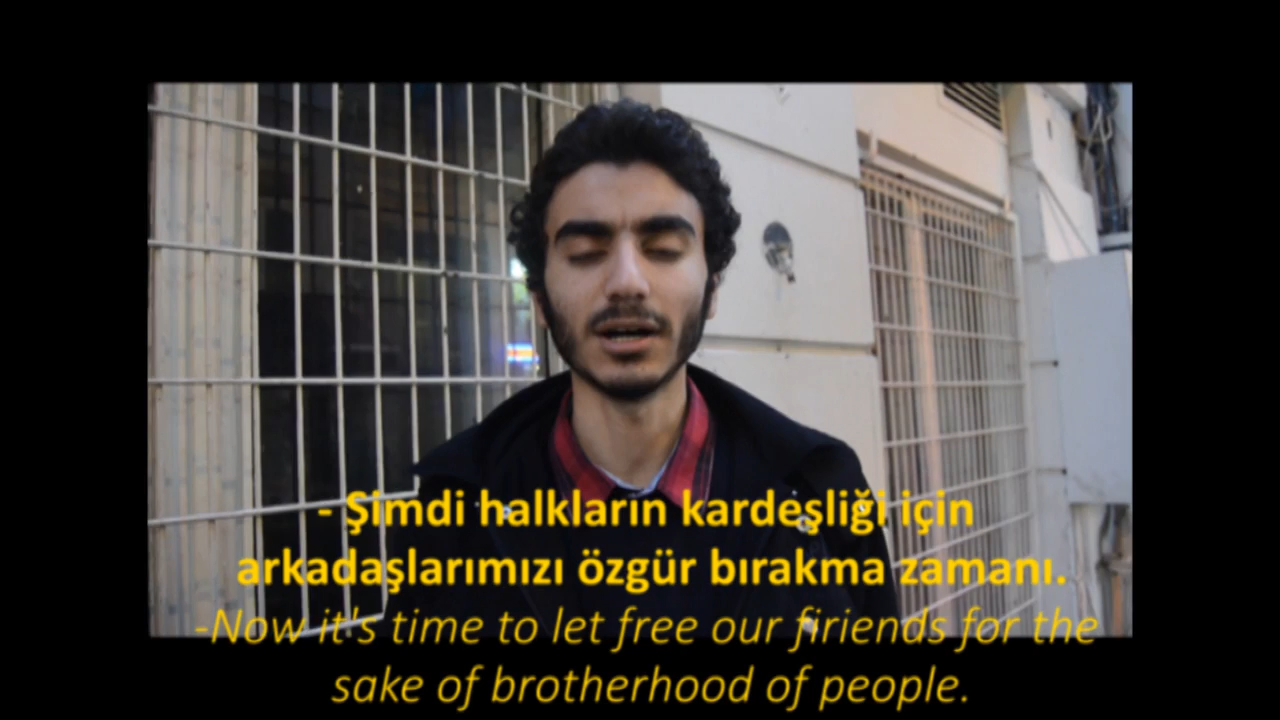 - Şimdi halkların kardeşliği için
arkadaşlarımızı özgür bırakma zamanı.
-Now it's time to let free our firiends for the
sake of brotherhood of people.